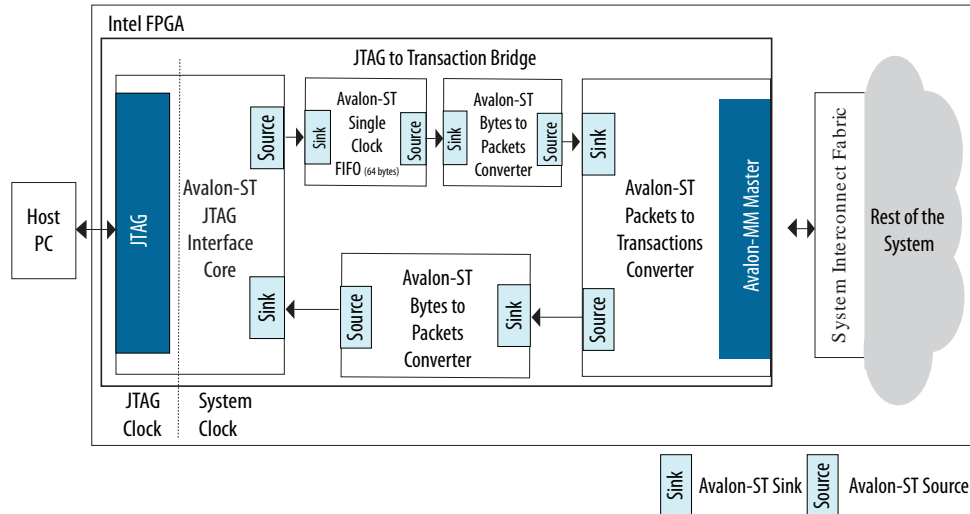 Intel FPGA
JTAG to Transaction Bridge
Host
PC
JTAG
Avalon-ST
JTAG
Interface
Core
Source
Sink
Sink
Avalon-ST
Single
Clock
FIFO (64 bytes)
Source
Sink
Avalon-ST
Bytes to
Packets
Converter
Source
Sink
Avalon-ST
Packets to
Transactions
Converter
Source
Avalon-MM Master
Source
Avalon-ST
Bytes to
Packets
Converter
Sink
System Interconnect Fabric
Rest of the
System
JTAG
Clock
System
Clock
Sink
Avalon-ST Sink
Source
Avalon-ST Source